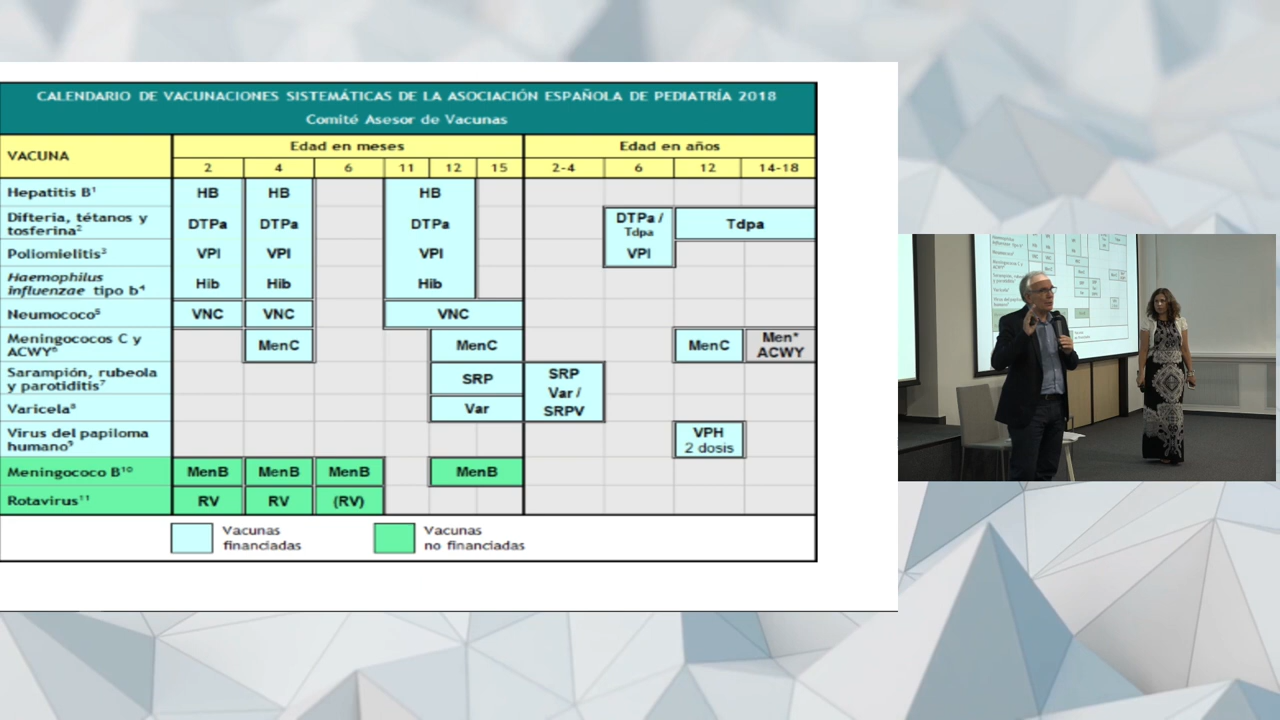 CALENDARIO DE VACUNACIONES SISTEMÁTICAS DE LA ASOCIACIÓN ESPAÑOLA DE PEDIATRÍA 2018
Comité Asesor de Vacunas
VACUNA
Edad en meses
Edad en años
2 4 6 11 12 15 2-4 6 12 14-18
Hepatitis B¹ HB HB HB
Difteria, tétanos y
tosferina² DTPa DTPa DTPa DTPa /
Tdpa Tdpa
Poliomielitis³ VPI VPI VPI VPI
Haemophilus
influenzae tipo b⁴ Hib Hib Hib
Neumococo⁵ VNC VNC VNC
Meningococos C y
ACWY⁶ MenC MenC MenC Men*
ACWY
Sarampión, rubeola
y parotiditis⁷ SRP SRP
Varicela⁸ Var Var /
SRPV
Virus del papiloma
humano⁹ VPH
2 dosis
Meningococo B¹⁰ MenB MenB MenB MenB
Rotavirus¹¹ RV RV (RV)
Vacunas
financiadas
Vacunas
no financiadas